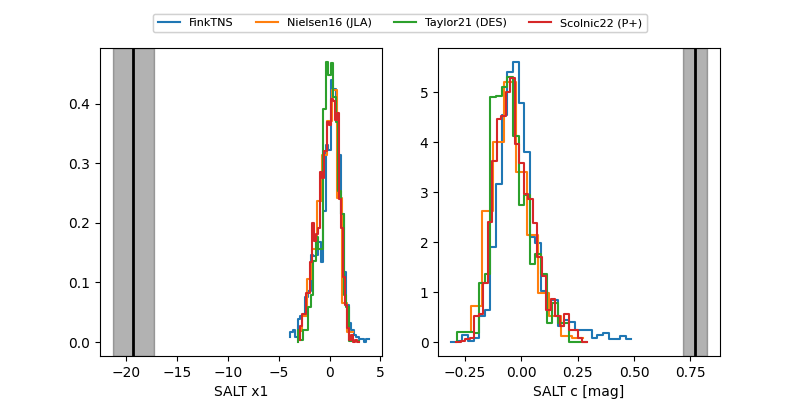 FinkTNS Nielsen16 (JLA) Taylor21 (DES) Scolnic22 (P+)
0.4
0.3
0.2
0.1
0.0
−20 −15 −10 −5 0 5
SALT x1
5
4
3
2
1
0
−0.25 0.00 0.25 0.50 0.75
SALT c [mag]